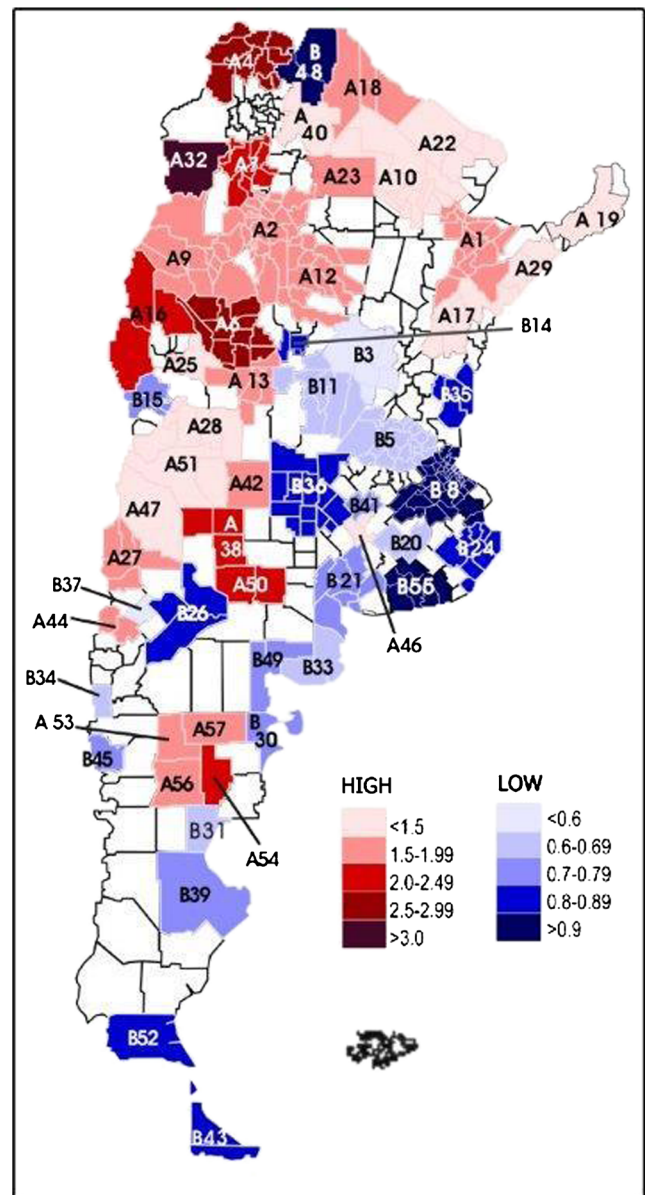 B
48
A4
A18
A
40
A22
A32
A7
A23
A10
A 19
A2
A1
A9
A29
A12
A16
A6
A17
B14
B3
A25
A 13
B11
B15
B35
A28
B5
A51
A42
B36
B 8
B41
A47
A
38
B20
B24
A27
A50
B21
B55
B37
B26
A44
A46
B49
B33
B34
A 53
A57
B
30
B45
A56
B31
A54
B39
HIGH
<1.5
1.5-1.99
2.0-2.49
2.5-2.99
>3.0
LOW
<0.6
0.6-0.69
0.7-0.79
0.8-0.89
>0.9
B52
B43